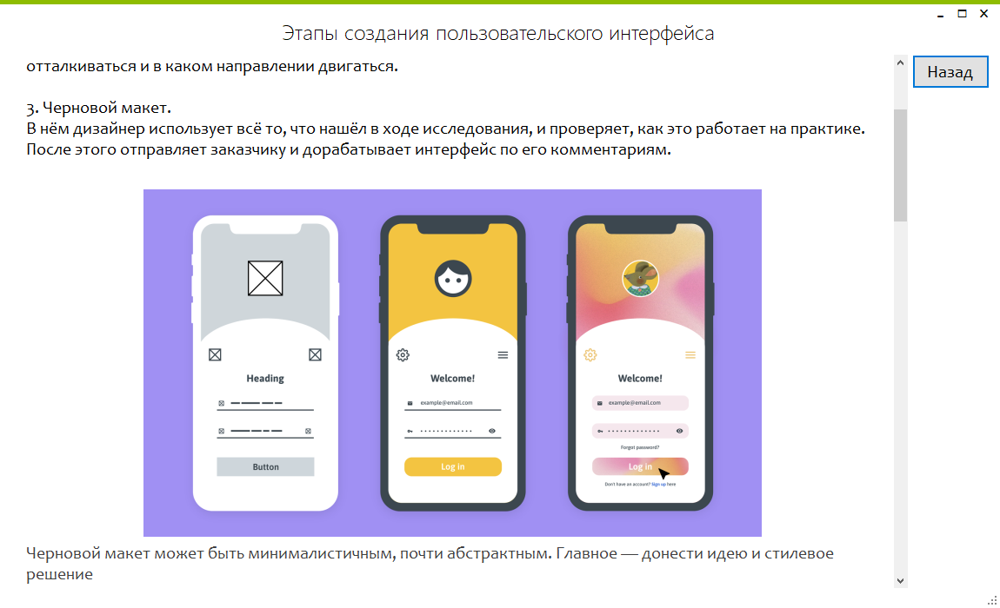 Этапы создания пользовательского интерфейса
отталкиваться и в каком направлении двигаться.
Назад
3. Черновой макет.
В нём дизайнер использует всё то, что нашёл в ходе исследования, и проверяет, как это работает на практике.
После этого отправляет заказчику и дорабатывает интерфейс по его комментариям.
Heading
Button
Welcome!
example@email.com
Log in
Welcome!
example@email.com
Forgot password?
Log in
Don't have an account? Sign up here
Черновой макет может быть минималистичным, почти абстрактным. Главное — донести идею и стилевое
решение